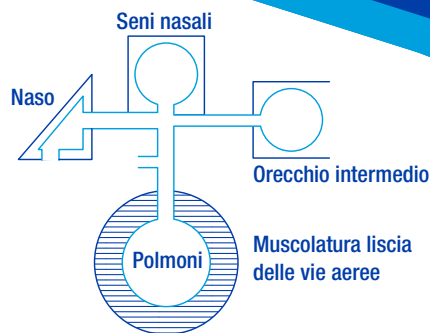 Seni nasali
Naso
Orecchio intermedio
Polmoni
Muscolatura liscia
delle vie aeree